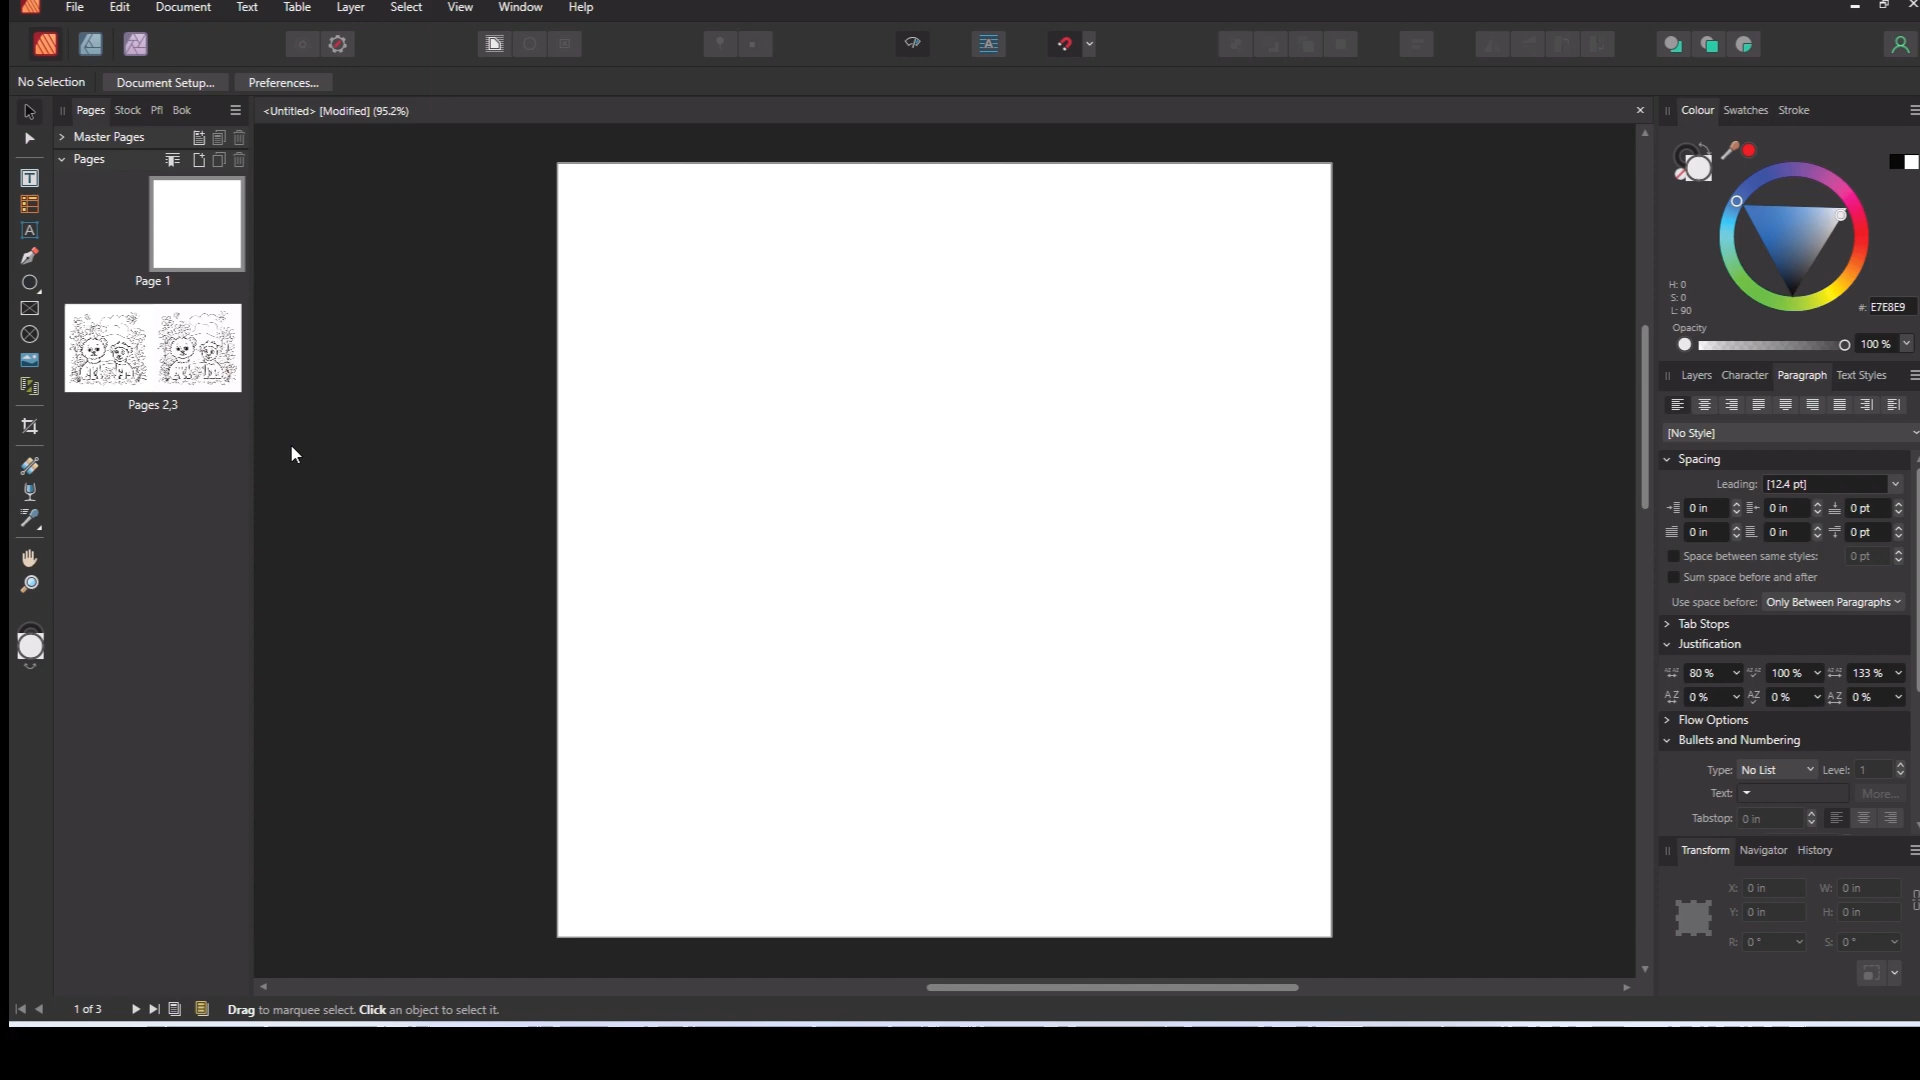 File Edit Document Text Table Layer Select View Window Help
No Selection Document Setup... Preferences...
Pages Stock Pfl Bok
<Untitled> [Modified] (95.2%)
Colour Swatches Stroke
Master Pages
Pages
Page 1
Pages 2,3
H: 0
S: 0
L: 90
#: E7E8E9
Opacity
100 %
Layers Character Paragraph Text Styles
[No Style]
Spacing
Leading: [12.4 pt]
0 in 0 in 0 pt
0 in 0 in 0 pt
Space between same styles: 0 pt
Sum space before and after
Use space before: Only Between Paragraphs
Tab Stops
Justification
80 % 100 % 133 %
0 % 0 % 0 %
Flow Options
Bullets and Numbering
Type: No List Level: 1
Text: More...
Tabstop: 0 in
Transform Navigator History
X: 0 in W: 0 in
Y: 0 in H: 0 in
R: 0 ° S: 0 °
1 of 3 Drag to marquee select. Click an object to select it.